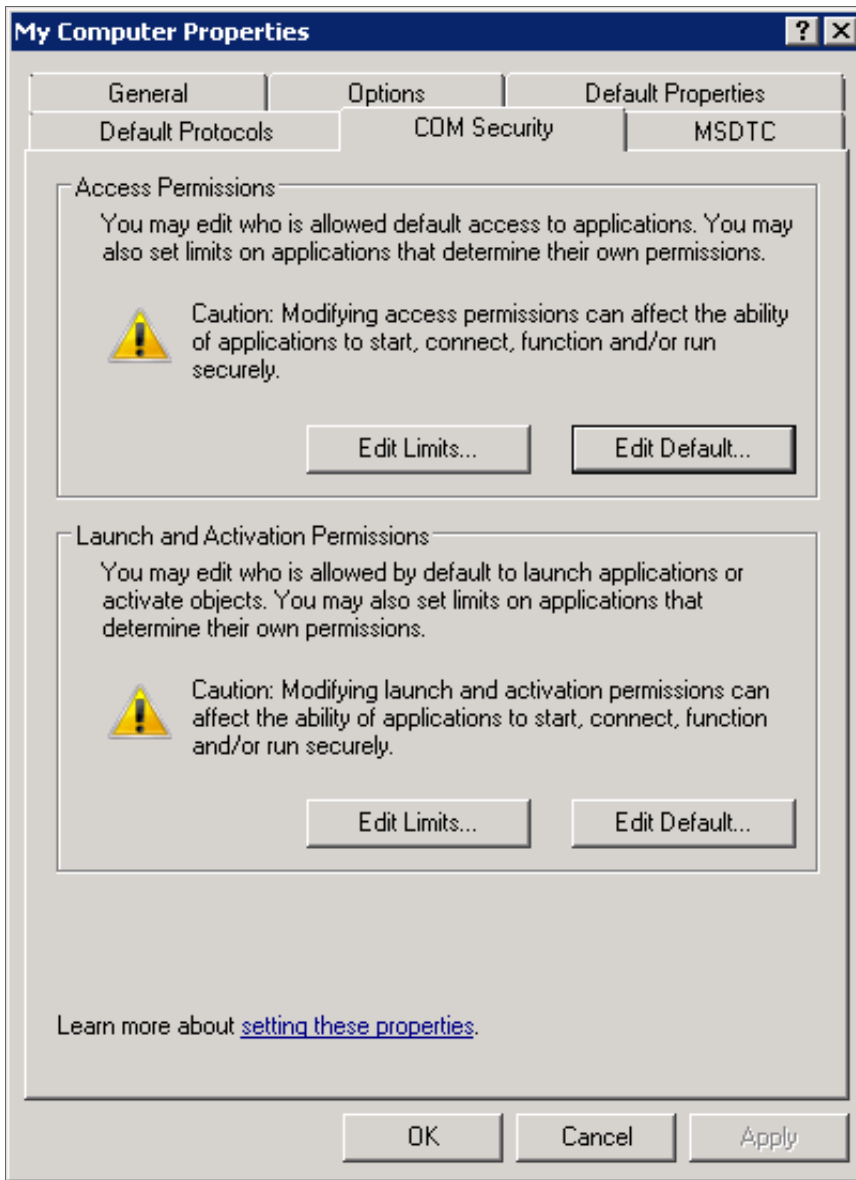 My Computer Properties
General Options Default Properties
Default Protocols COM Security MSDTC
Access Permissions
You may edit who is allowed default access to applications. You may
also set limits on applications that determine their own permissions.
Caution: Modifying access permissions can affect the ability
of applications to start, connect, function and/or run
securely.
Edit Limits... Edit Default...
Launch and Activation Permissions
You may edit who is allowed by default to launch applications or
activate objects. You may also set limits on applications that
determine their own permissions.
Caution: Modifying launch and activation permissions can
affect the ability of applications to start, connect, function
and/or run securely.
Edit Limits... Edit Default...
Learn more about setting these properties.
OK Cancel Apply